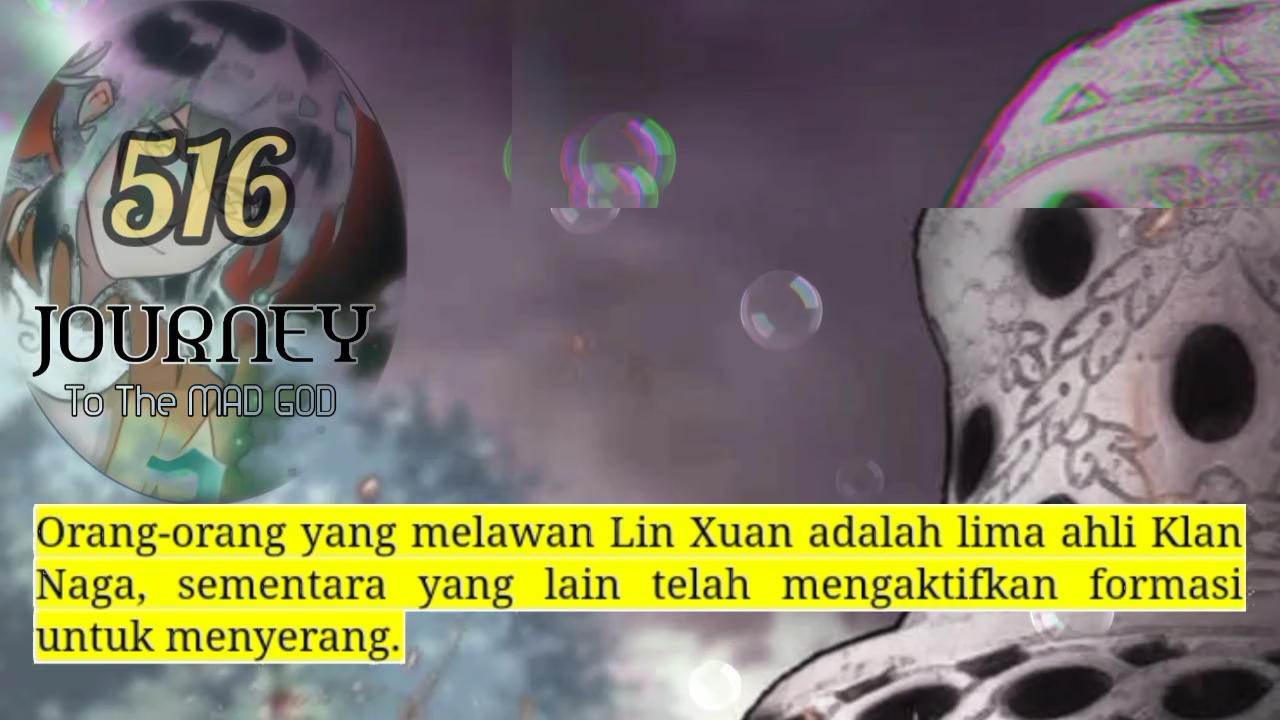 516
JOURNEY
To The MAD GOD
Orang-orang yang melawan Lin Xuan adalah lima ahli Klan
Naga, sementara yang lain telah mengaktifkan formasi
untuk menyerang.